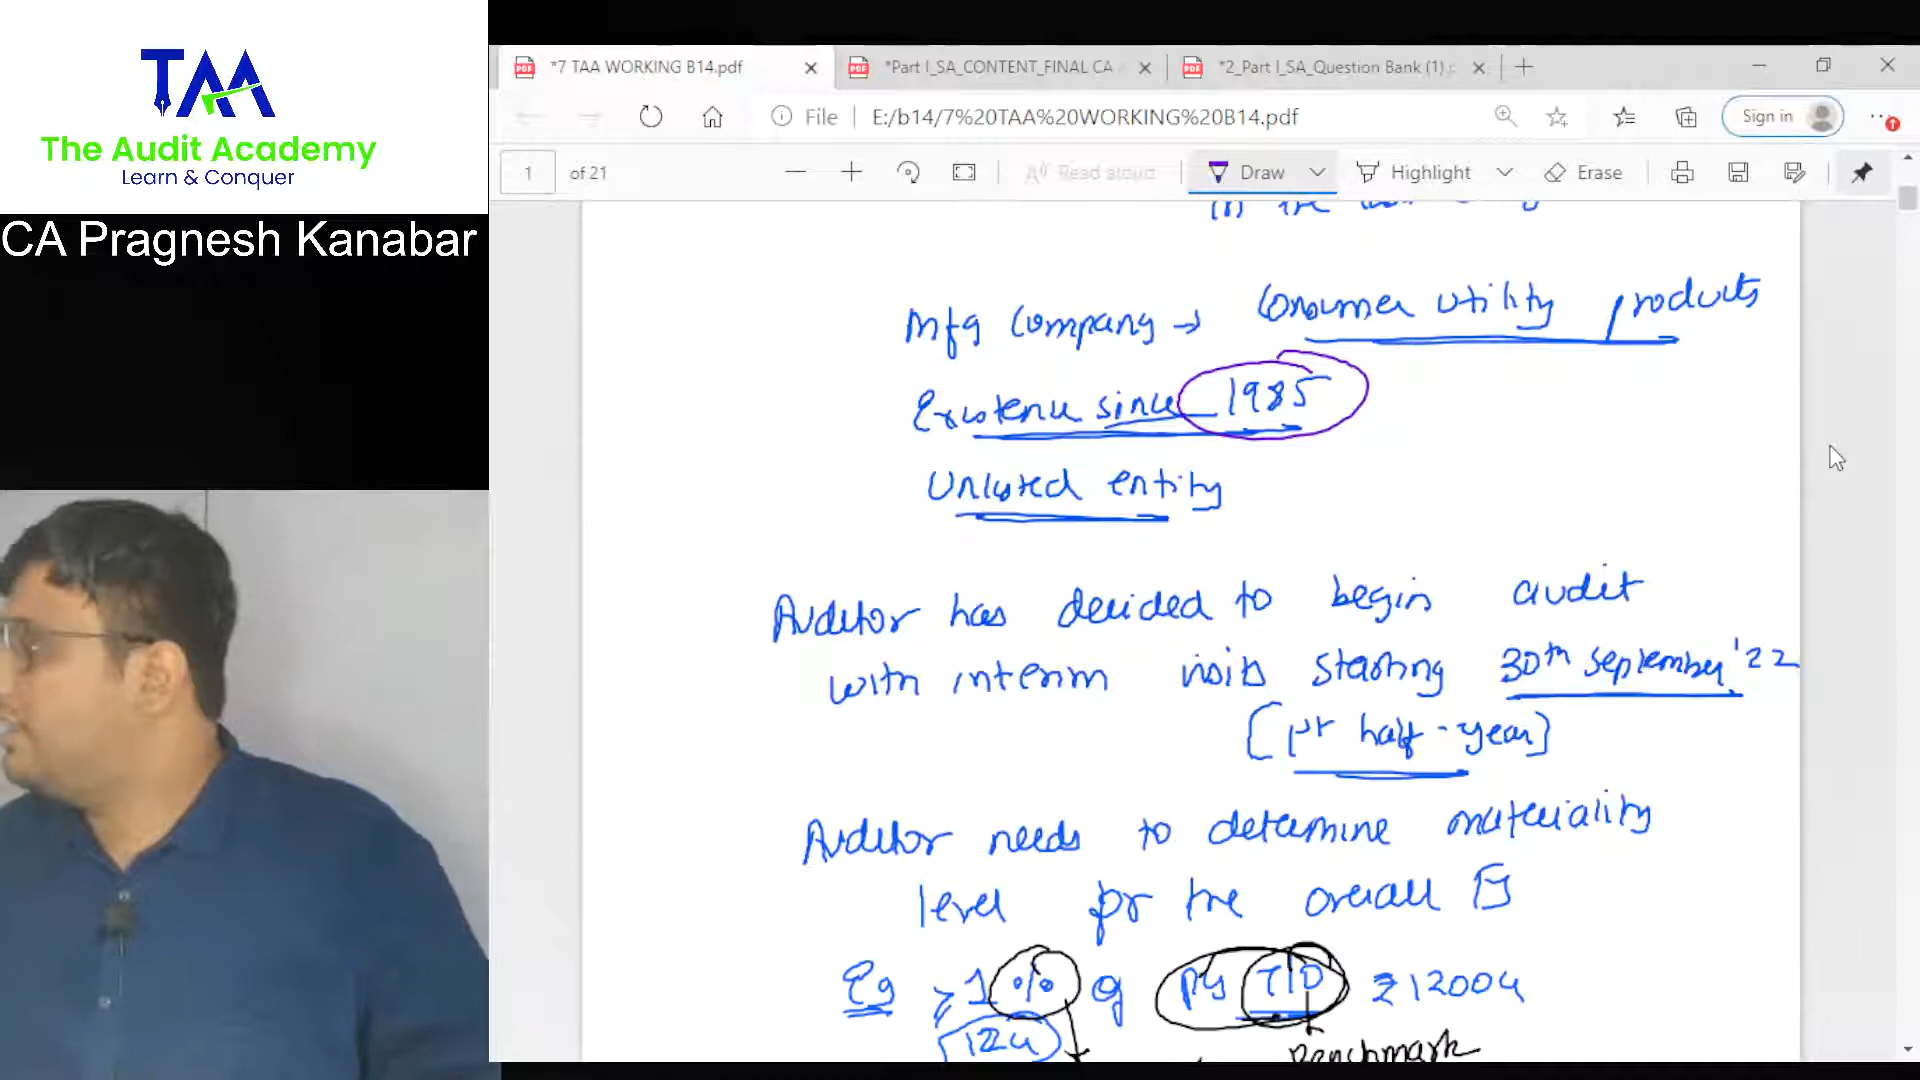 TAA
The Audit Academy
Learn & Conquer
CA Pragnesh Kanabar
*7 TAA WORKING B14.pdf
*Part I_SA_CONTENT_FINAL CA
*2_Part I_SA_Question Bank (1).p
File E:/b14/7%20TAA%20WORKING%20B14.pdf
Sign in
1 of 21
Read aloud
Draw
Highlight
Erase
Mfg Company → Consumer utility products
Existence since 1985
Unlisted entity
Auditor has decided to begin audit
with interim visits starting 30th September '22
[for half-year]
Auditor needs to determine materiality
level for the overall FS
Eg ≥ 1 % of PY T/O ₹ 1200u
12u
Benchmark